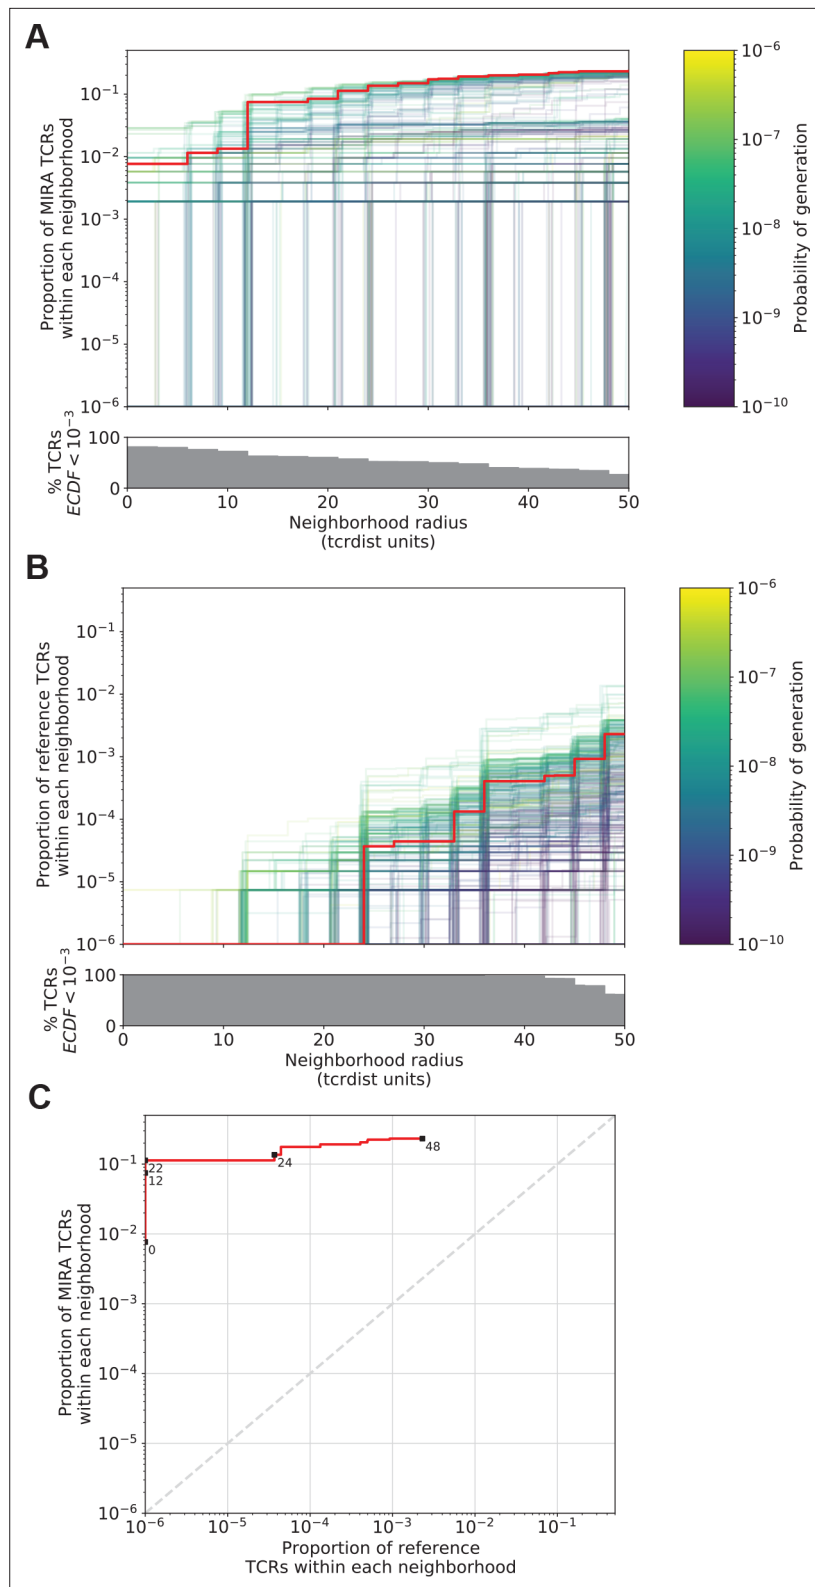 A
Proportion of MIRA TCRs
within each neighborhood
10⁻¹
10⁻²
10⁻³
10⁻⁴
10⁻⁵
10⁻⁶
10⁻⁶
10⁻⁷
10⁻⁸
10⁻⁹
10⁻¹⁰
Probability of generation
% TCRs
ECDF < 10⁻³
100
0
0 10 20 30 40 50
Neighborhood radius
(tcrdist units)
B
Proportion of reference TCRs
within each neighborhood
10⁻¹
10⁻²
10⁻³
10⁻⁴
10⁻⁵
10⁻⁶
10⁻⁶
10⁻⁷
10⁻⁸
10⁻⁹
10⁻¹⁰
Probability of generation
% TCRs
ECDF < 10⁻³
100
0
0 10 20 30 40 50
Neighborhood radius
(tcrdist units)
C
Proportion of MIRA TCRs
within each neighborhood
10⁻¹
10⁻²
10⁻³
10⁻⁴
10⁻⁵
10⁻⁶
22
12
0
24
48
10⁻⁶ 10⁻⁵ 10⁻⁴ 10⁻³ 10⁻² 10⁻¹
Proportion of reference
TCRs within each neighborhood